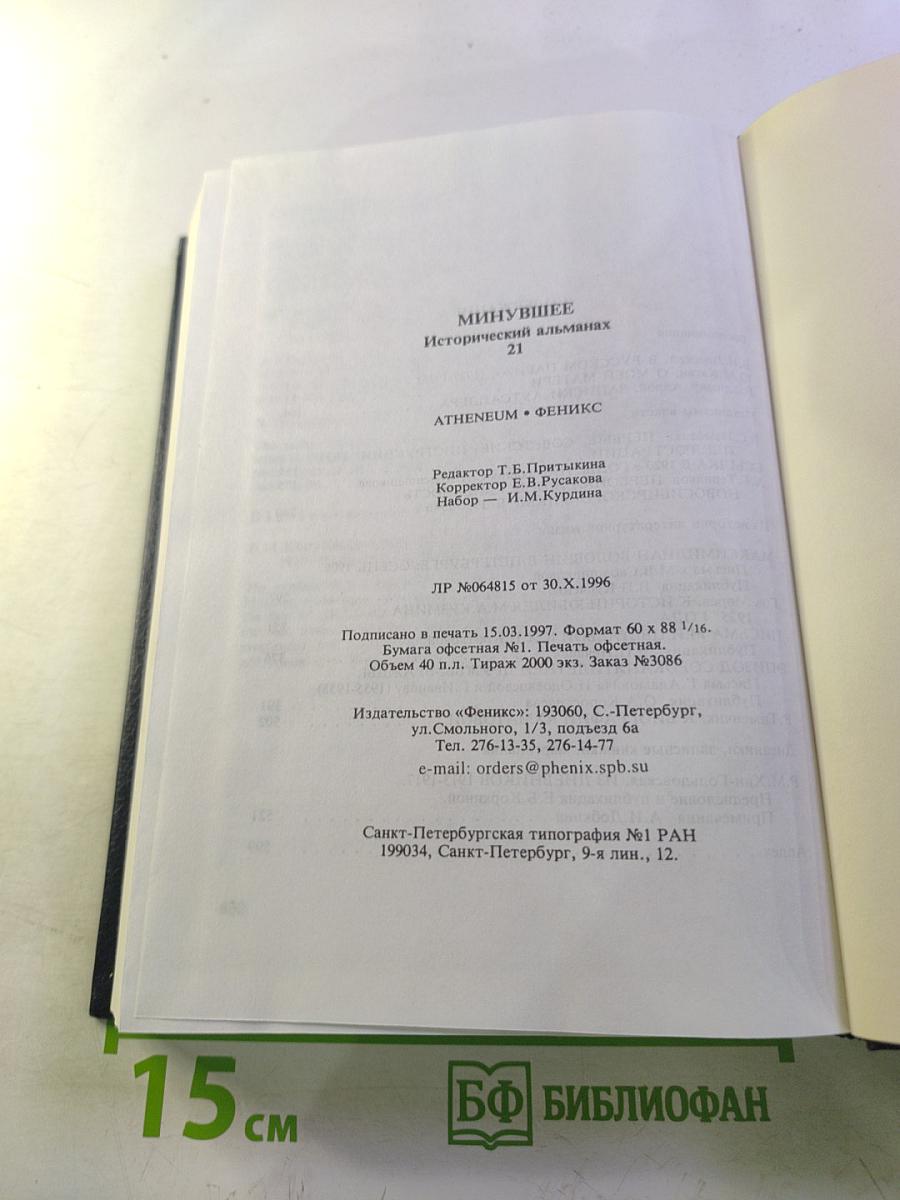 МИНУВШЕЕ
Исторический альманах
21
ATHENEUM • ФЕНИКС
Редактор Т.Б.Притыкина
Корректор Е.В.Русакова
Набор — И.М.Курдина
ЛР №064815 от 30.X.1996
Подписано в печать 15.03.1997. Формат 60 x 88 1/16.
Бумага офсетная №1. Печать офсетная.
Объем 40 п.л. Тираж 2000 экз. Заказ №3086
Издательство «Феникс»: 193060, С.-Петербург,
ул.Смольного, 1/3, подъезд 6а
Тел. 276-13-35, 276-14-77
e-mail: orders@phenix.spb.su
Санкт-Петербургская типография №1 РАН
199034, Санкт-Петербург, 9-я лин., 12.
15 см
БФ БИБЛИОФАН